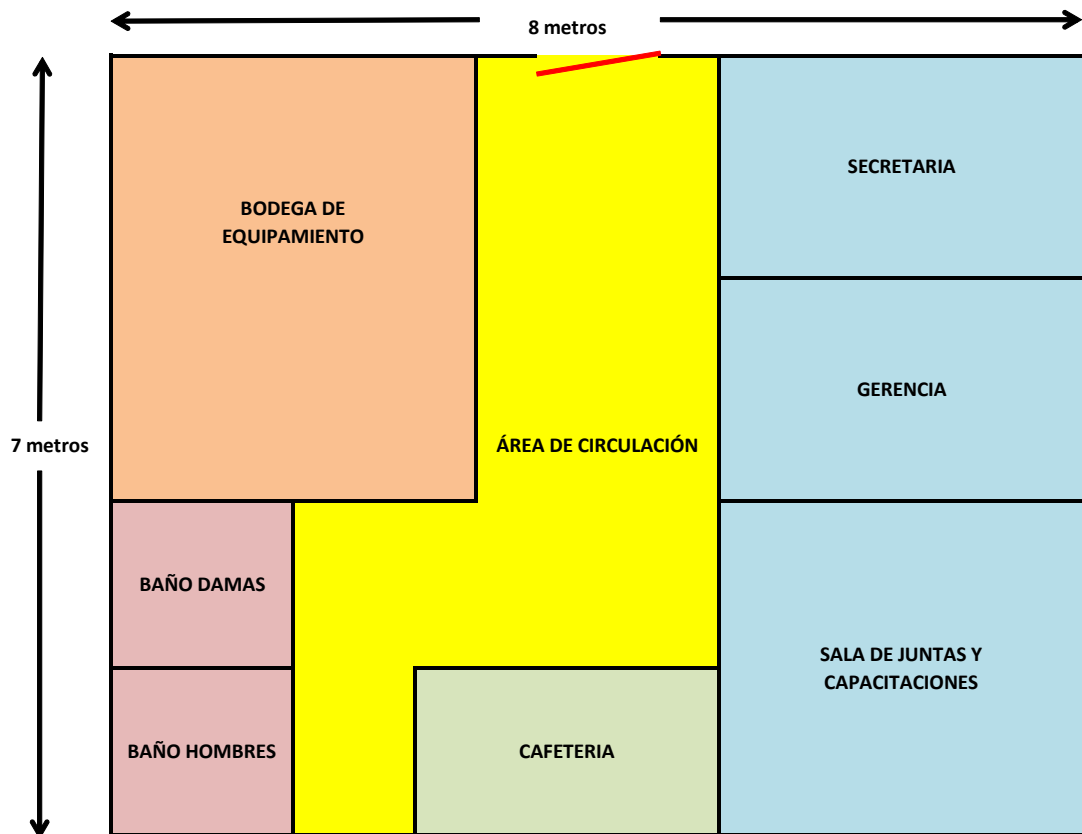 8 metros
SECRETARIA
BODEGA DE
EQUIPAMIENTO
GERENCIA
7 metros
ÁREA DE CIRCULACIÓN
BAÑO DAMAS
SALA DE JUNTAS Y
CAPACITACIONES
BAÑO HOMBRES
CAFETERIA